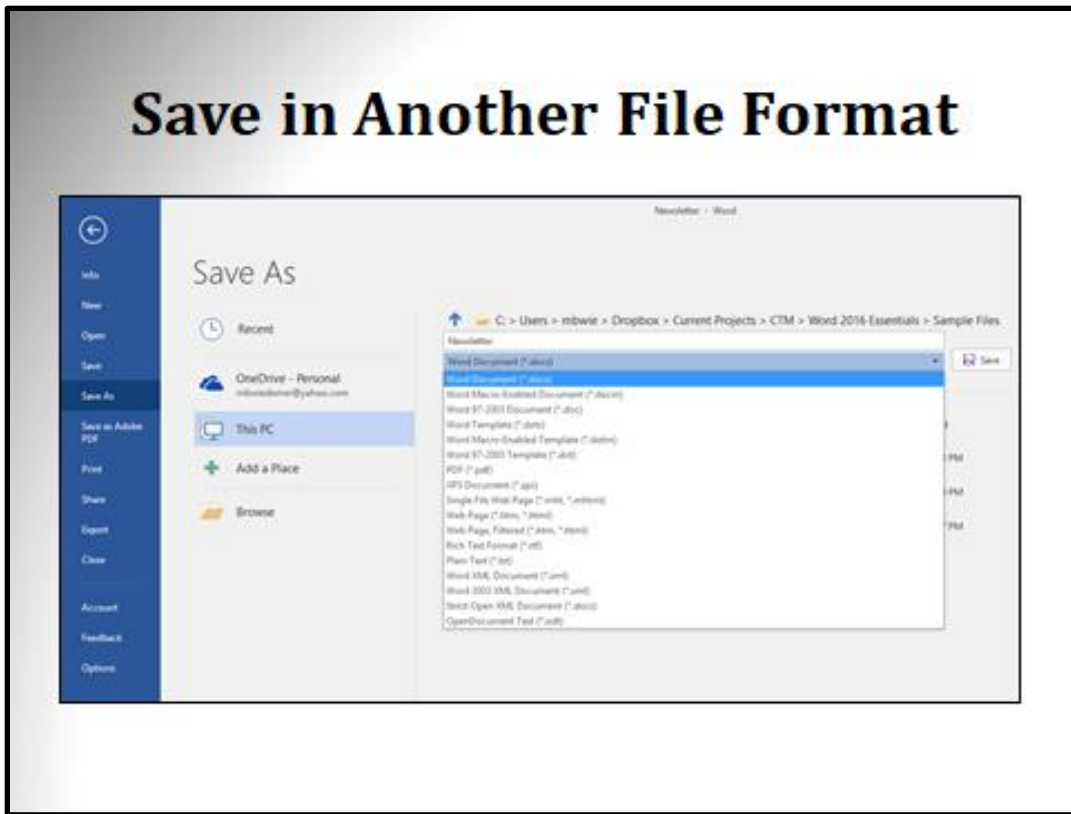 Save in Another File Format
Newsletter - Word
Info
New
Open
Save
Save As
Save as Adobe
PDF
Print
Share
Export
Close
Account
Feedback
Options
Save As
Recent
OneDrive - Personal
This PC
Add a Place
Browse
C: > Users > mbwie > Dropbox > Current Projects > CTM > Word 2016 Essentials > Sample Files
Newsletter
Word Document (*.docx)
Save
Word Document (*.docx)
Word Macro-Enabled Document (*.docm)
Word 97-2003 Document (*.doc)
Word Template (*.dotx)
Word Macro-Enabled Template (*.dotm)
Word 97-2003 Template (*.dot)
PDF (*.pdf)
XPS Document (*.xps)
Single File Web Page (*.mht, *.mhtml)
Web Page (*.htm, *.html)
Web Page, Filtered (*.htm, *.html)
Rich Text Format (*.rtf)
Plain Text (*.txt)
Word XML Document (*.xml)
Word 2003 XML Document (*.xml)
Strict Open XML Document (*.docx)
OpenDocument Text (*.odt)
PM
PM
PM